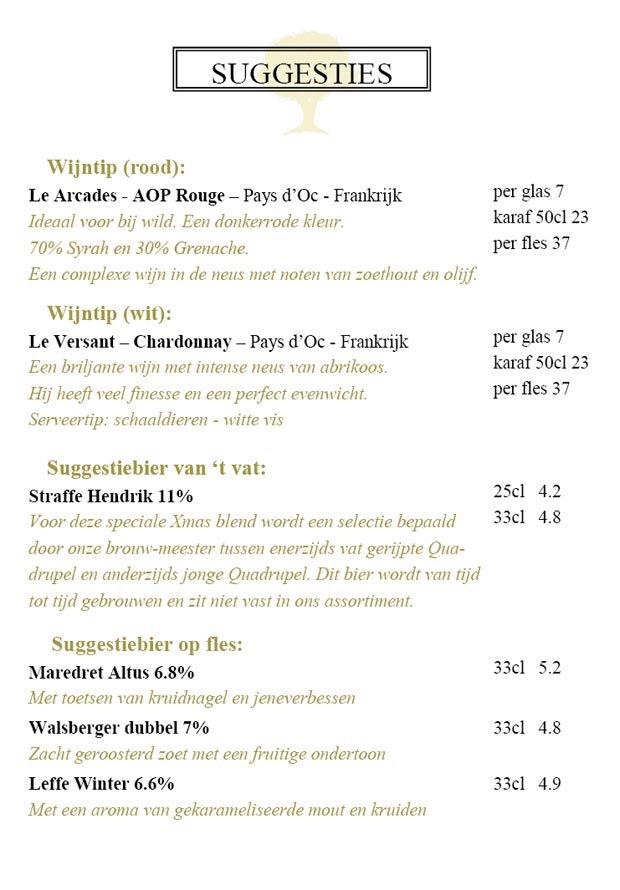 SUGGESTIES
Wijntip (rood):
Le Arcades - AOP Rouge – Pays d’Oc - Frankrijk
per glas 7
Ideaal voor bij wild. Een donkerrode kleur.
karaf 50cl 23
70% Syrah en 30% Grenache.
per fles 37
Een complexe wijn in de neus met noten van zoethout en olijf.
Wijntip (wit):
Le Versant – Chardonnay – Pays d’Oc - Frankrijk
per glas 7
Een briljante wijn met intense neus van abrikoos.
karaf 50cl 23
Hij heeft veel finesse en een perfect evenwicht.
per fles 37
Serveertip: schaaldieren - witte vis
Suggestiebier van ‘t vat:
Straffe Hendrik 11%
25cl 4.2
Voor deze speciale Xmas blend wordt een selectie bepaald
33cl 4.8
door onze brouw-meester tussen enerzijds vat gerijpte Qua-
drupel en anderzijds jonge Quadrupel. Dit bier wordt van tijd
tot tijd gebrouwen en zit niet vast in ons assortiment.
Suggestiebier op fles:
Maredret Altus 6.8%
33cl 5.2
Met toetsen van kruidnagel en jeneverbessen
Walsberger dubbel 7%
33cl 4.8
Zacht geroosterd zoet met een fruitige ondertoon
Leffe Winter 6.6%
33cl 4.9
Met een aroma van gekarameliseerde mout en kruiden